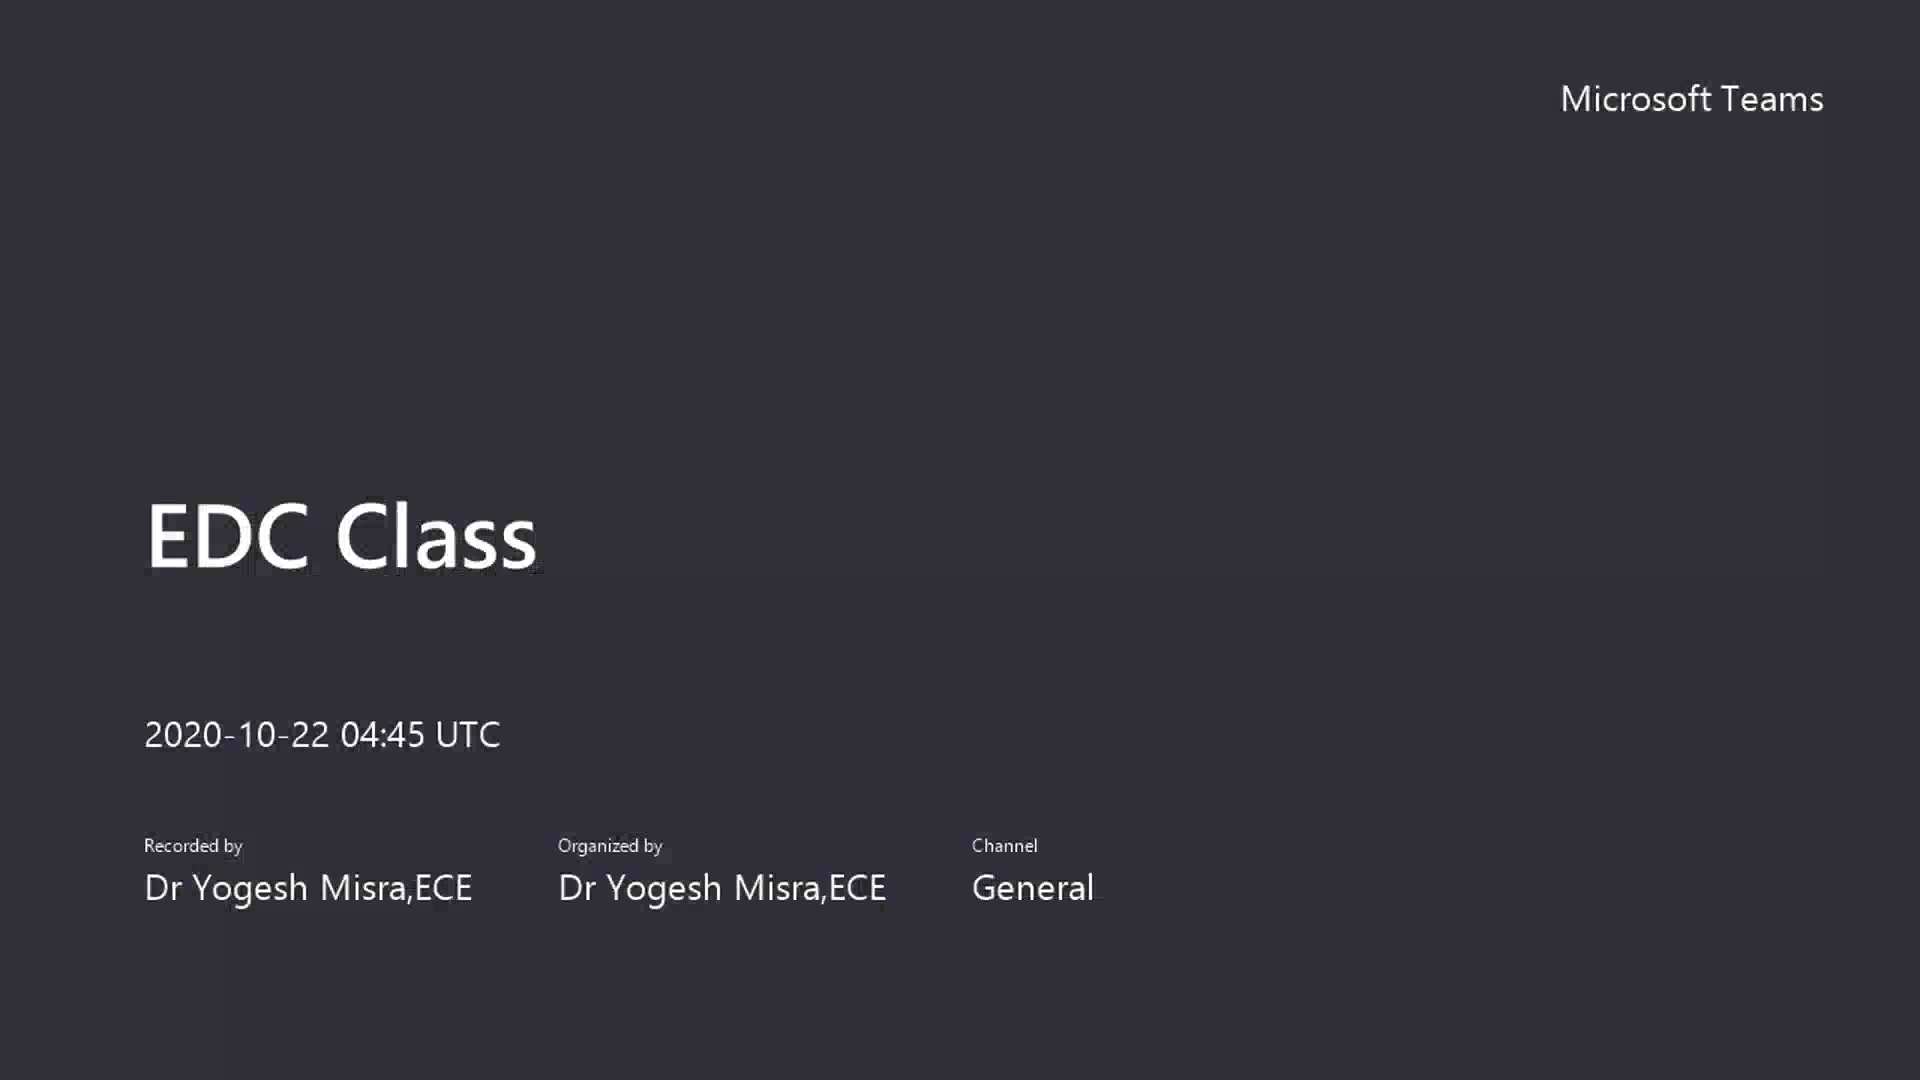 Microsoft Teams
EDC Class
2020-10-22 04:45 UTC
Recorded by
Dr Yogesh Misra,ECE
Organized by
Dr Yogesh Misra,ECE
Channel
General